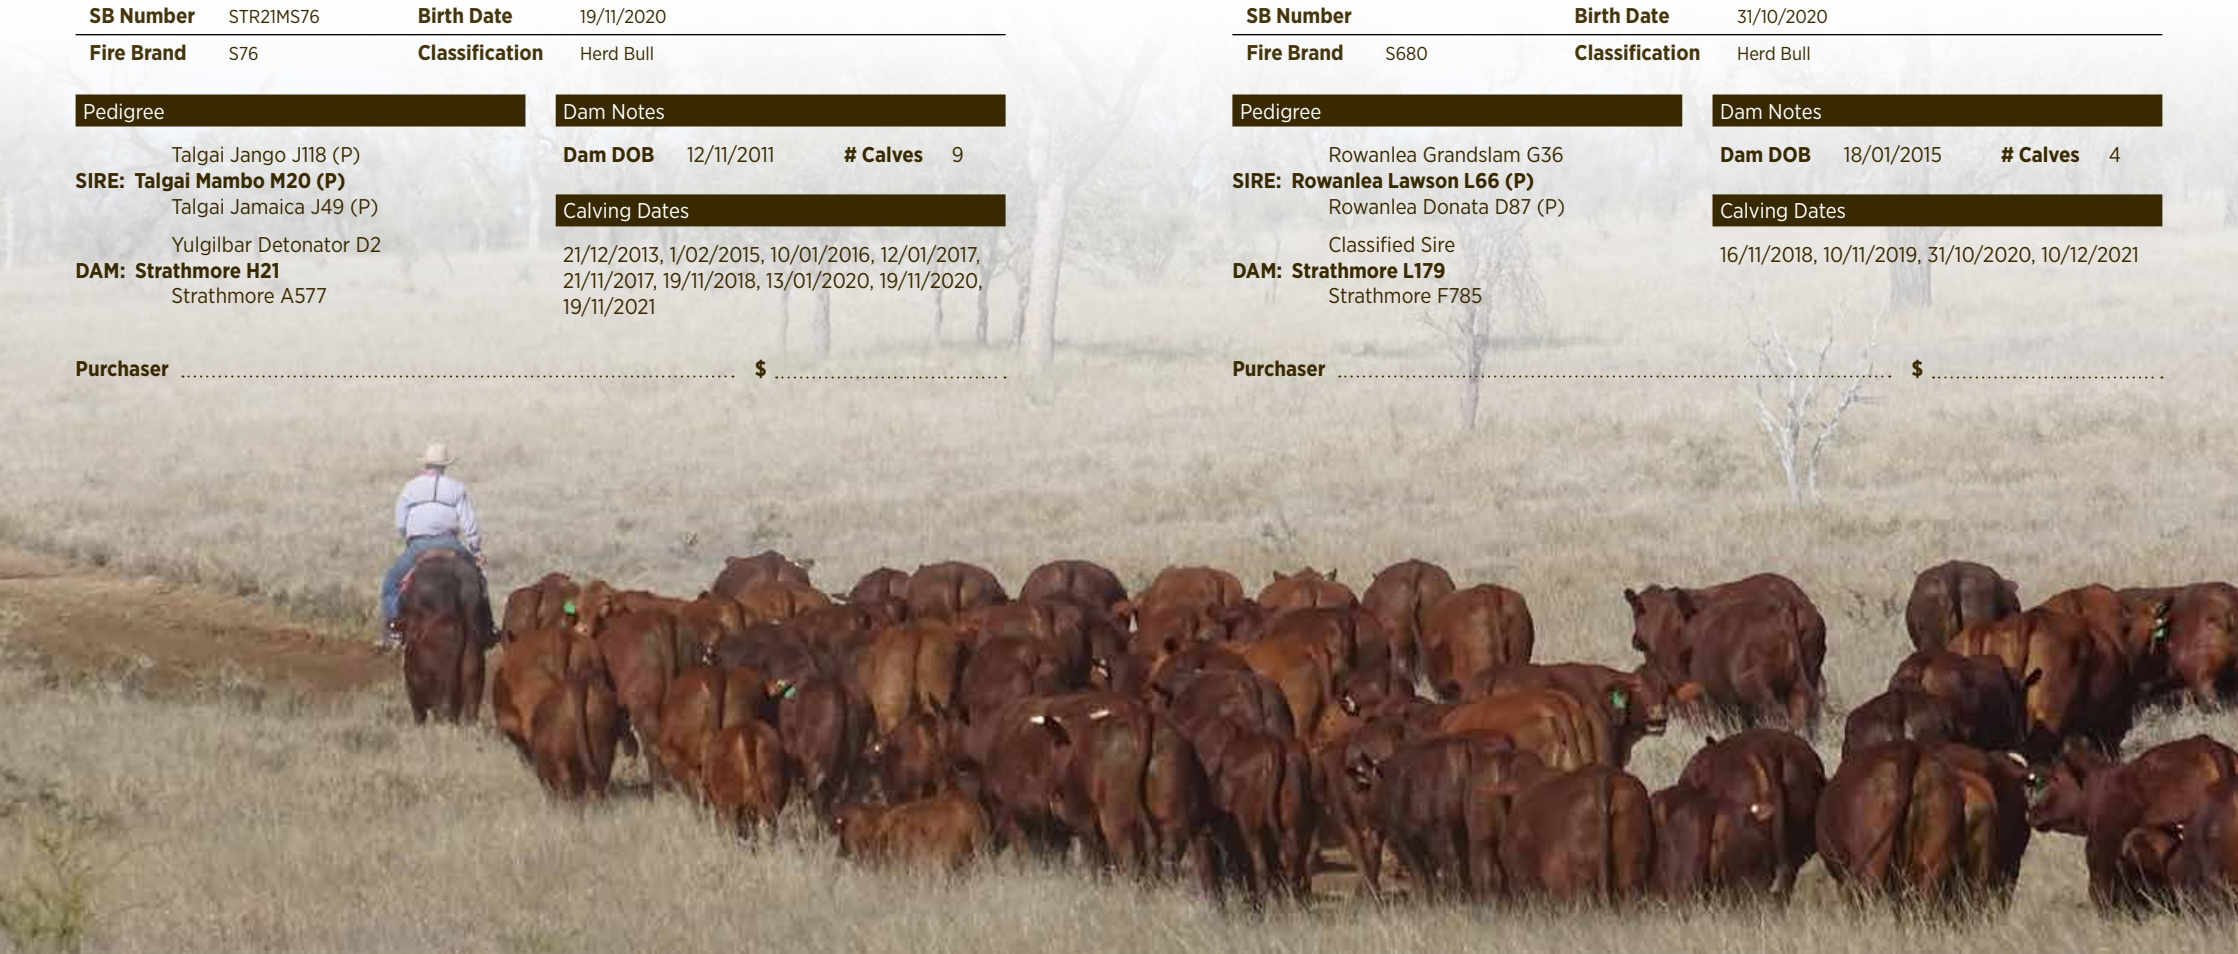 SB Number STR21MS76 Birth Date 19/11/2020
Fire Brand S76 Classification Herd Bull
Pedigree
Talgai Jango J118 (P)
SIRE: Talgai Mambo M20 (P)
Talgai Jamaica J49 (P)
Yulgilbar Detonator D2
DAM: Strathmore H21
Strathmore A577
Dam Notes
Dam DOB 12/11/2011 # Calves 9
Calving Dates
21/12/2013, 1/02/2015, 10/01/2016, 12/01/2017,
21/11/2017, 19/11/2018, 13/01/2020, 19/11/2020,
19/11/2021
Purchaser ........................................ $ ....................
SB Number Birth Date 31/10/2020
Fire Brand S680 Classification Herd Bull
Pedigree
Rowanlea Grandslam G36
SIRE: Rowanlea Lawson L66 (P)
Rowanlea Donata D87 (P)
Classified Sire
DAM: Strathmore L179
Strathmore F785
Dam Notes
Dam DOB 18/01/2015 # Calves 4
Calving Dates
16/11/2018, 10/11/2019, 31/10/2020, 10/12/2021
Purchaser ........................................ $ ....................